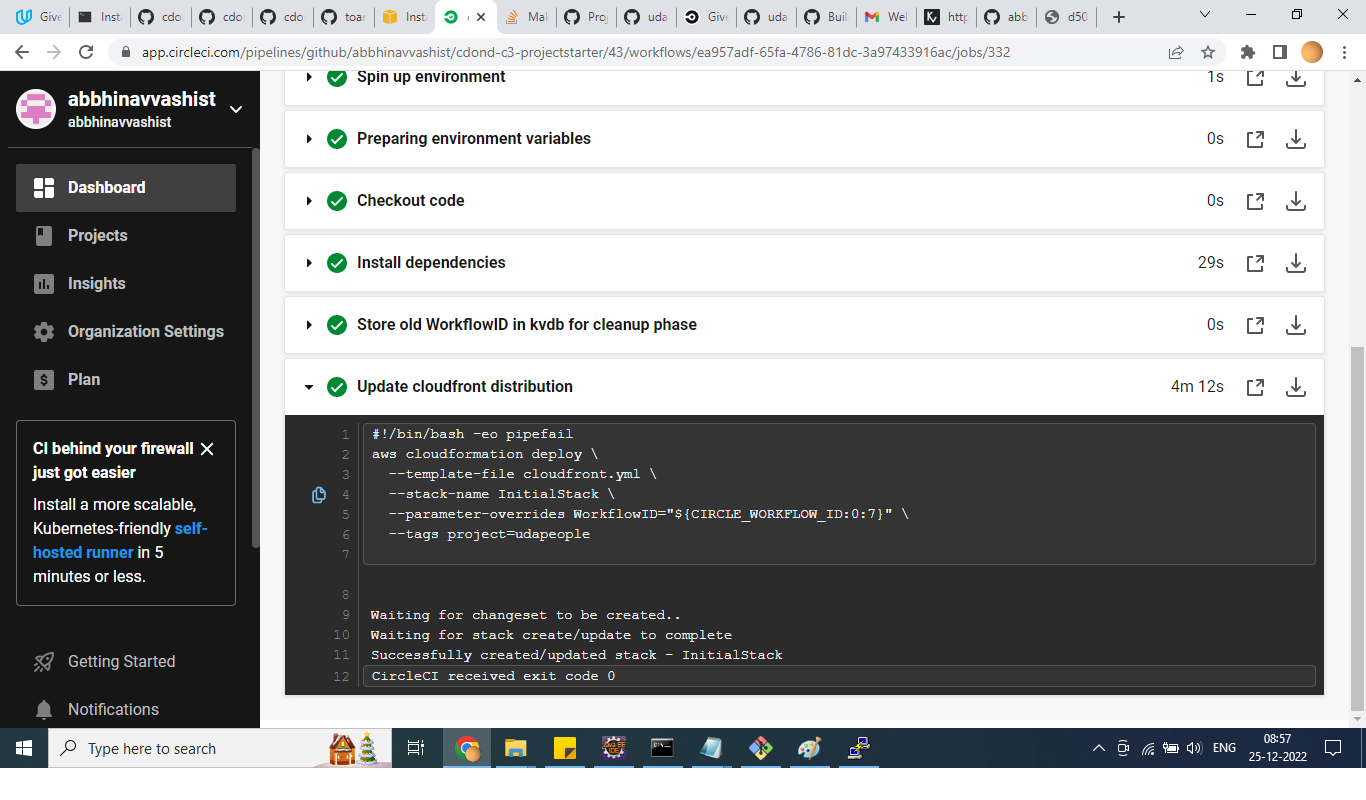 Give
Inst
cdo
cdo
cdo
toar
Inst
Mak
Proj
uda
Give
uda
Buil
Wel
http
abb
d50
app.circleci.com/pipelines/github/abbhinavvashist/cdond-c3-projectstarter/43/workflows/ea957adf-65fa-4786-81dc-3a97433916ac/jobs/332
abbhinavvashist
abbhinavvashist
Dashboard
Projects
Insights
Organization Settings
Plan
CI behind your firewall
just got easier
Install a more scalable,
Kubernetes-friendly self-
hosted runner in 5
minutes or less.
Getting Started
Notifications
Spin up environment 1s
Preparing environment variables 0s
Checkout code 0s
Install dependencies 29s
Store old WorkflowID in kvdb for cleanup phase 0s
Update cloudfront distribution 4m 12s
1 #!/bin/bash -eo pipefail
2 aws cloudformation deploy \
3 --template-file cloudfront.yml \
4 --stack-name InitialStack \
5 --parameter-overrides WorkflowID="${CIRCLE_WORKFLOW_ID:0:7}" \
6 --tags project=udapeople
7
8
9 Waiting for changeset to be created..
10 Waiting for stack create/update to complete
11 Successfully created/updated stack - InitialStack
12 CircleCI received exit code 0
Type here to search
ENG
08:57
25-12-2022